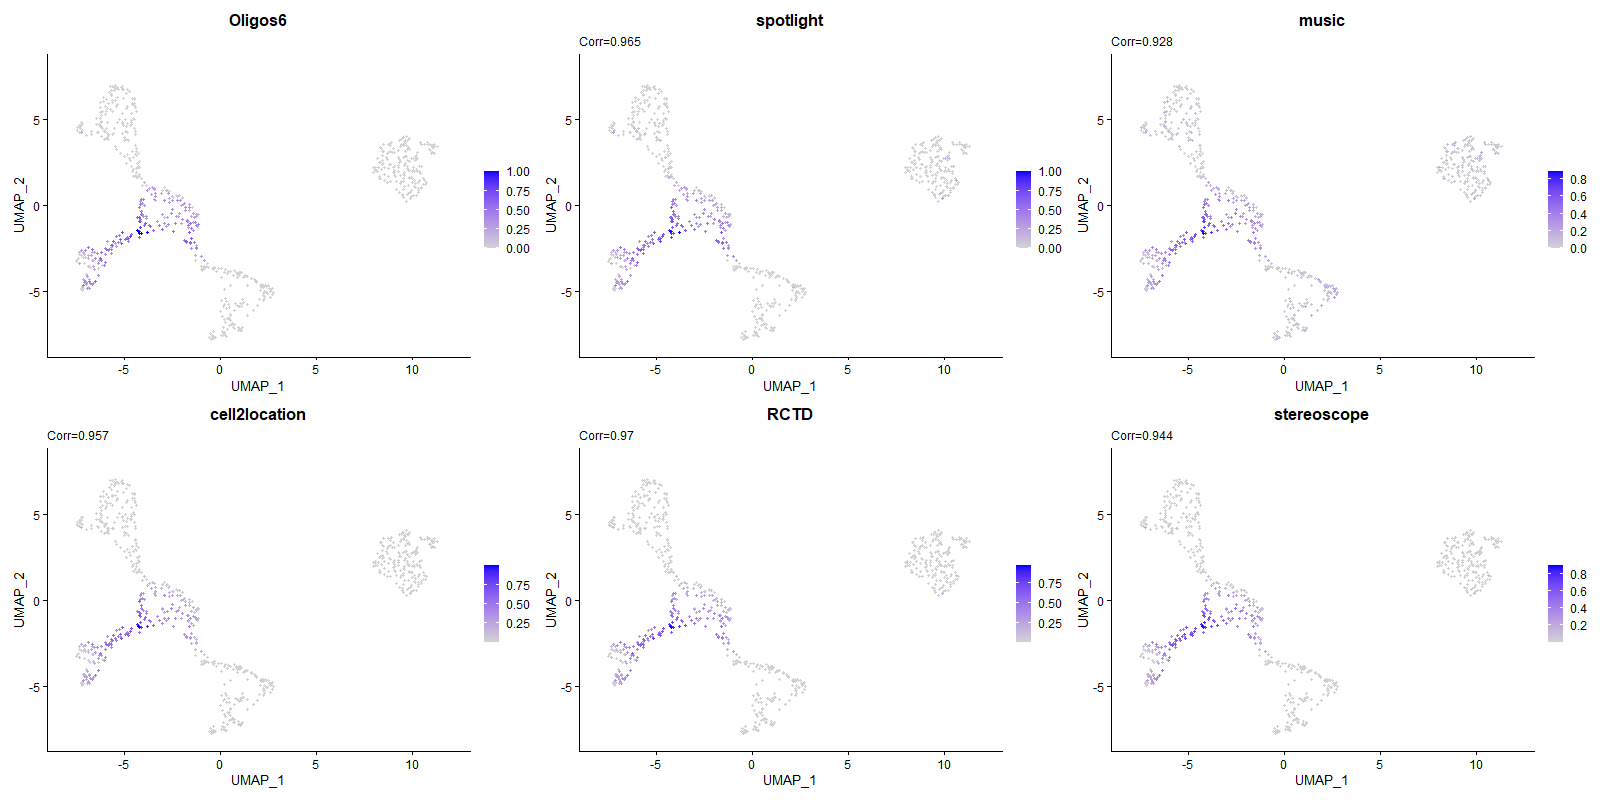 Oligos6
5
0
-5
-5
0
5
10
UMAP_1
UMAP_2
1.00
0.75
0.50
0.25
0.00
spotlight
Corr=0.965
5
0
-5
-5
0
5
10
UMAP_1
UMAP_2
1.00
0.75
0.50
0.25
0.00
music
Corr=0.928
5
0
-5
-5
0
5
10
UMAP_1
UMAP_2
0.8
0.6
0.4
0.2
0.0
cell2location
Corr=0.957
5
0
-5
-5
0
5
10
UMAP_1
UMAP_2
0.75
0.50
0.25
RCTD
Corr=0.97
5
0
-5
-5
0
5
10
UMAP_1
UMAP_2
0.75
0.50
0.25
stereoscope
Corr=0.944
5
0
-5
-5
0
5
10
UMAP_1
UMAP_2
0.8
0.6
0.4
0.2